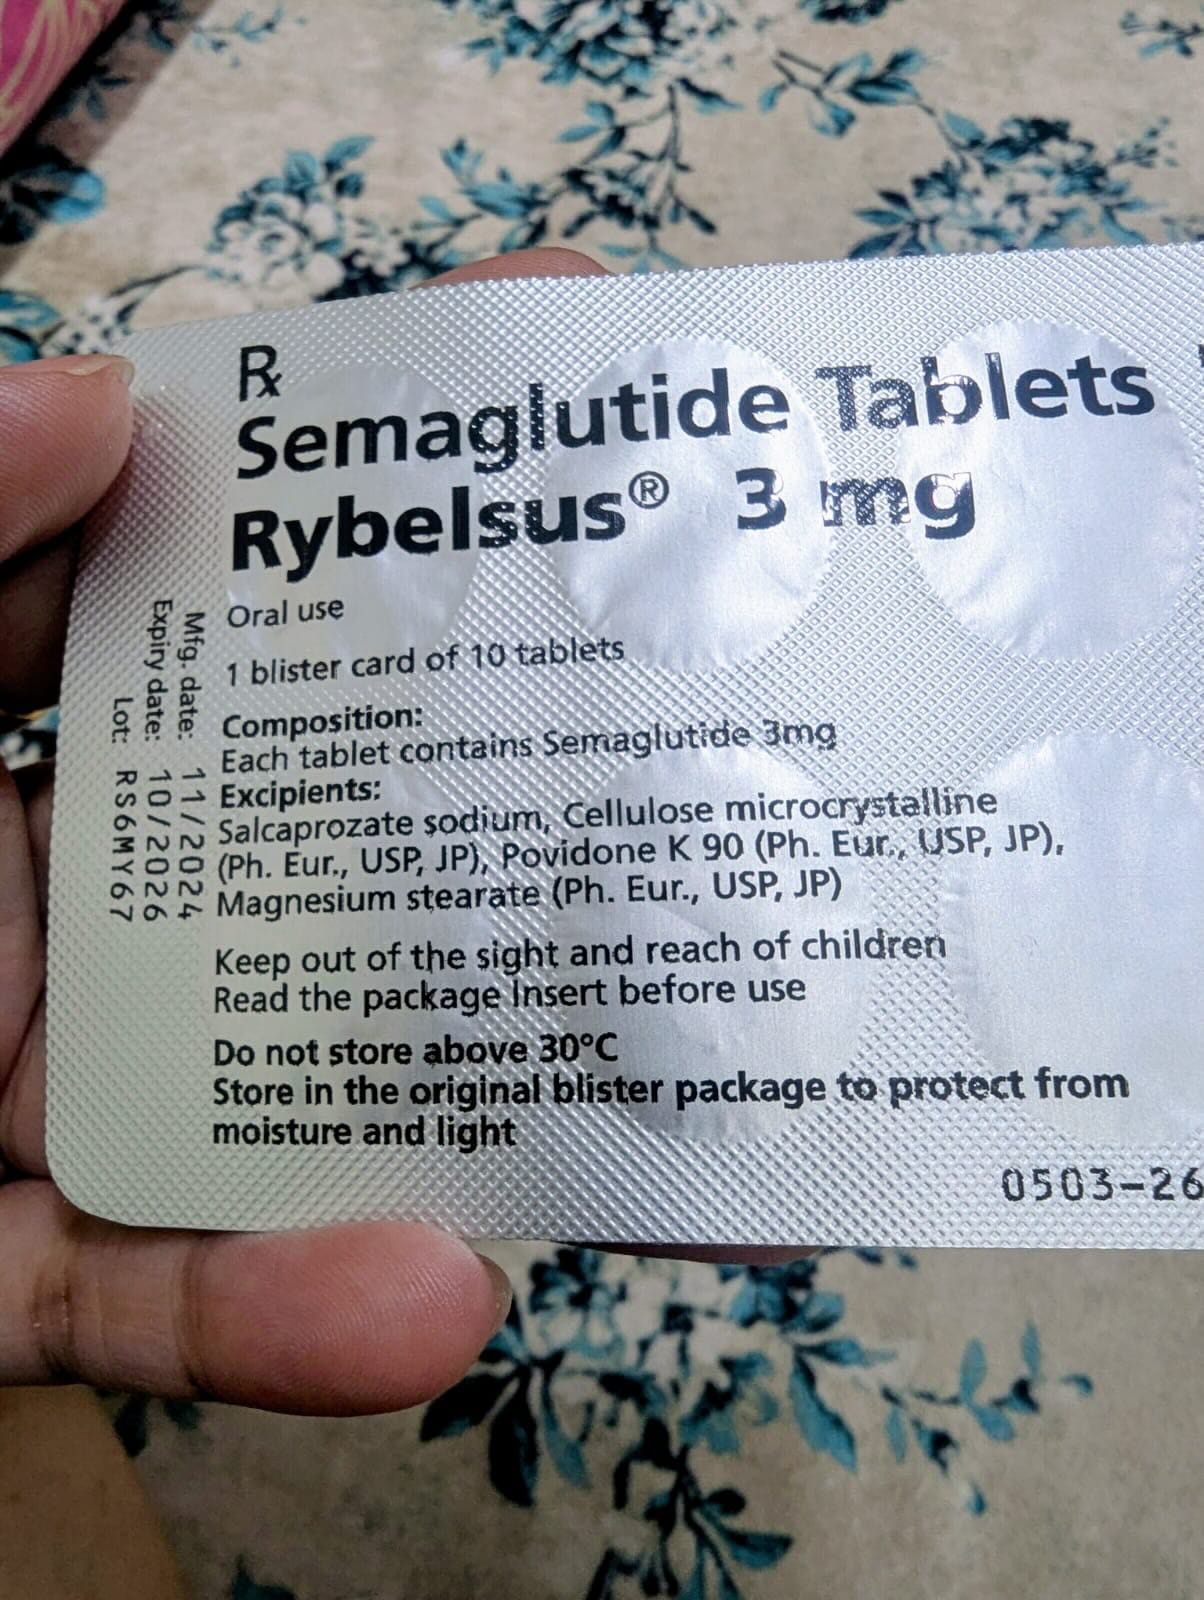 Rx
Semaglutide Tablets
Rybelsus® 3 mg
Oral use
1 blister card of 10 tablets
Composition:
Each tablet contains Semaglutide 3mg
Excipients:
Salcaprozate sodium, Cellulose microcrystalline
(Ph. Eur., USP, JP), Povidone K 90 (Ph. Eur., USP, JP),
Magnesium stearate (Ph. Eur., USP, JP)
Keep out of the sight and reach of children
Read the package Insert before use
Do not store above 30°C
Store in the original blister package to protect from
moisture and light
0503-26
Mfg. date: 11/2024
Expiry date: 10/2026
Lot: RS6MY67